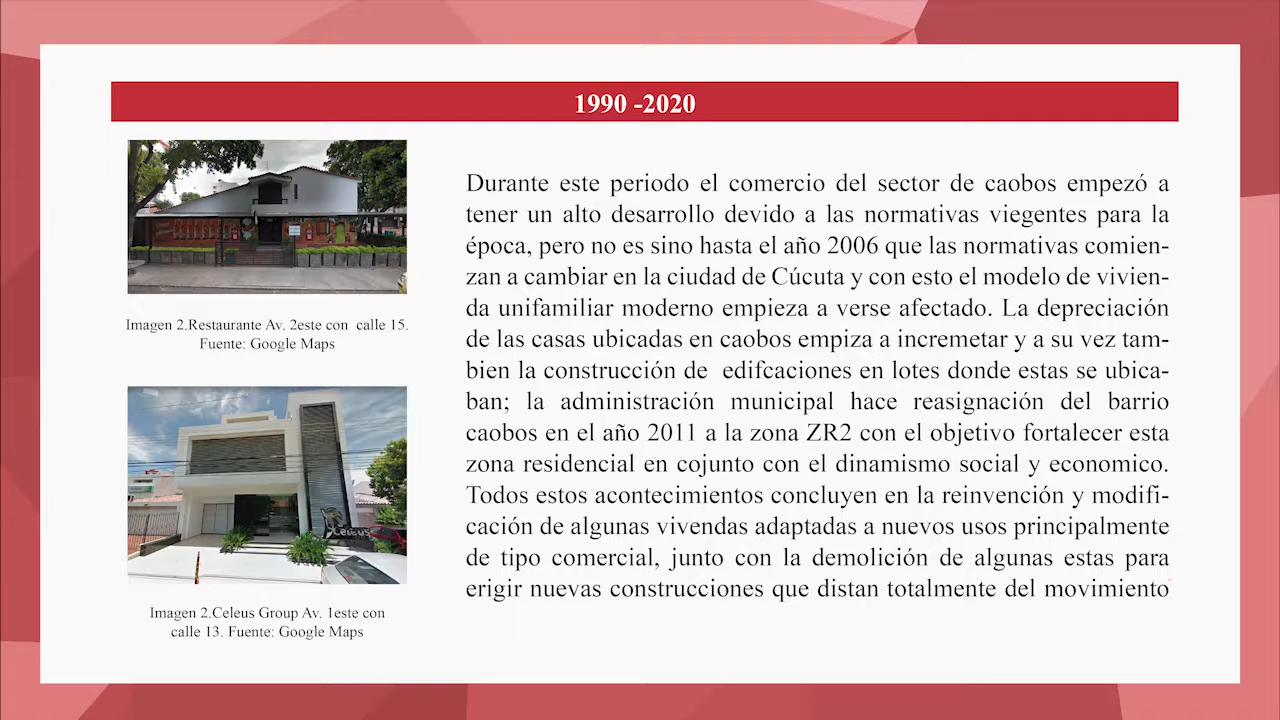 1990 -2020
Imagen 2.Restaurante Av. 2este con calle 15.
Fuente: Google Maps
Celeus
Imagen 2.Celeus Group Av. 1este con
calle 13. Fuente: Google Maps
Durante este periodo el comercio del sector de caobos empezó a
tener un alto desarrollo devido a las normativas viegentes para la
época, pero no es sino hasta el año 2006 que las normativas comien-
zan a cambiar en la ciudad de Cúcuta y con esto el modelo de vivien-
da unifamiliar moderno empieza a verse afectado. La depreciación
de las casas ubicadas en caobos empiza a incremetar y a su vez tam-
bien la construcción de edifcaciones en lotes donde estas se ubica-
ban; la administración municipal hace reasignación del barrio
caobos en el año 2011 a la zona ZR2 con el objetivo fortalecer esta
zona residencial en cojunto con el dinamismo social y economico.
Todos estos acontecimientos concluyen en la reinvención y modifi-
cación de algunas vivendas adaptadas a nuevos usos principalmente
de tipo comercial, junto con la demolición de algunas estas para
erigir nuevas construcciones que distan totalmente del movimiento